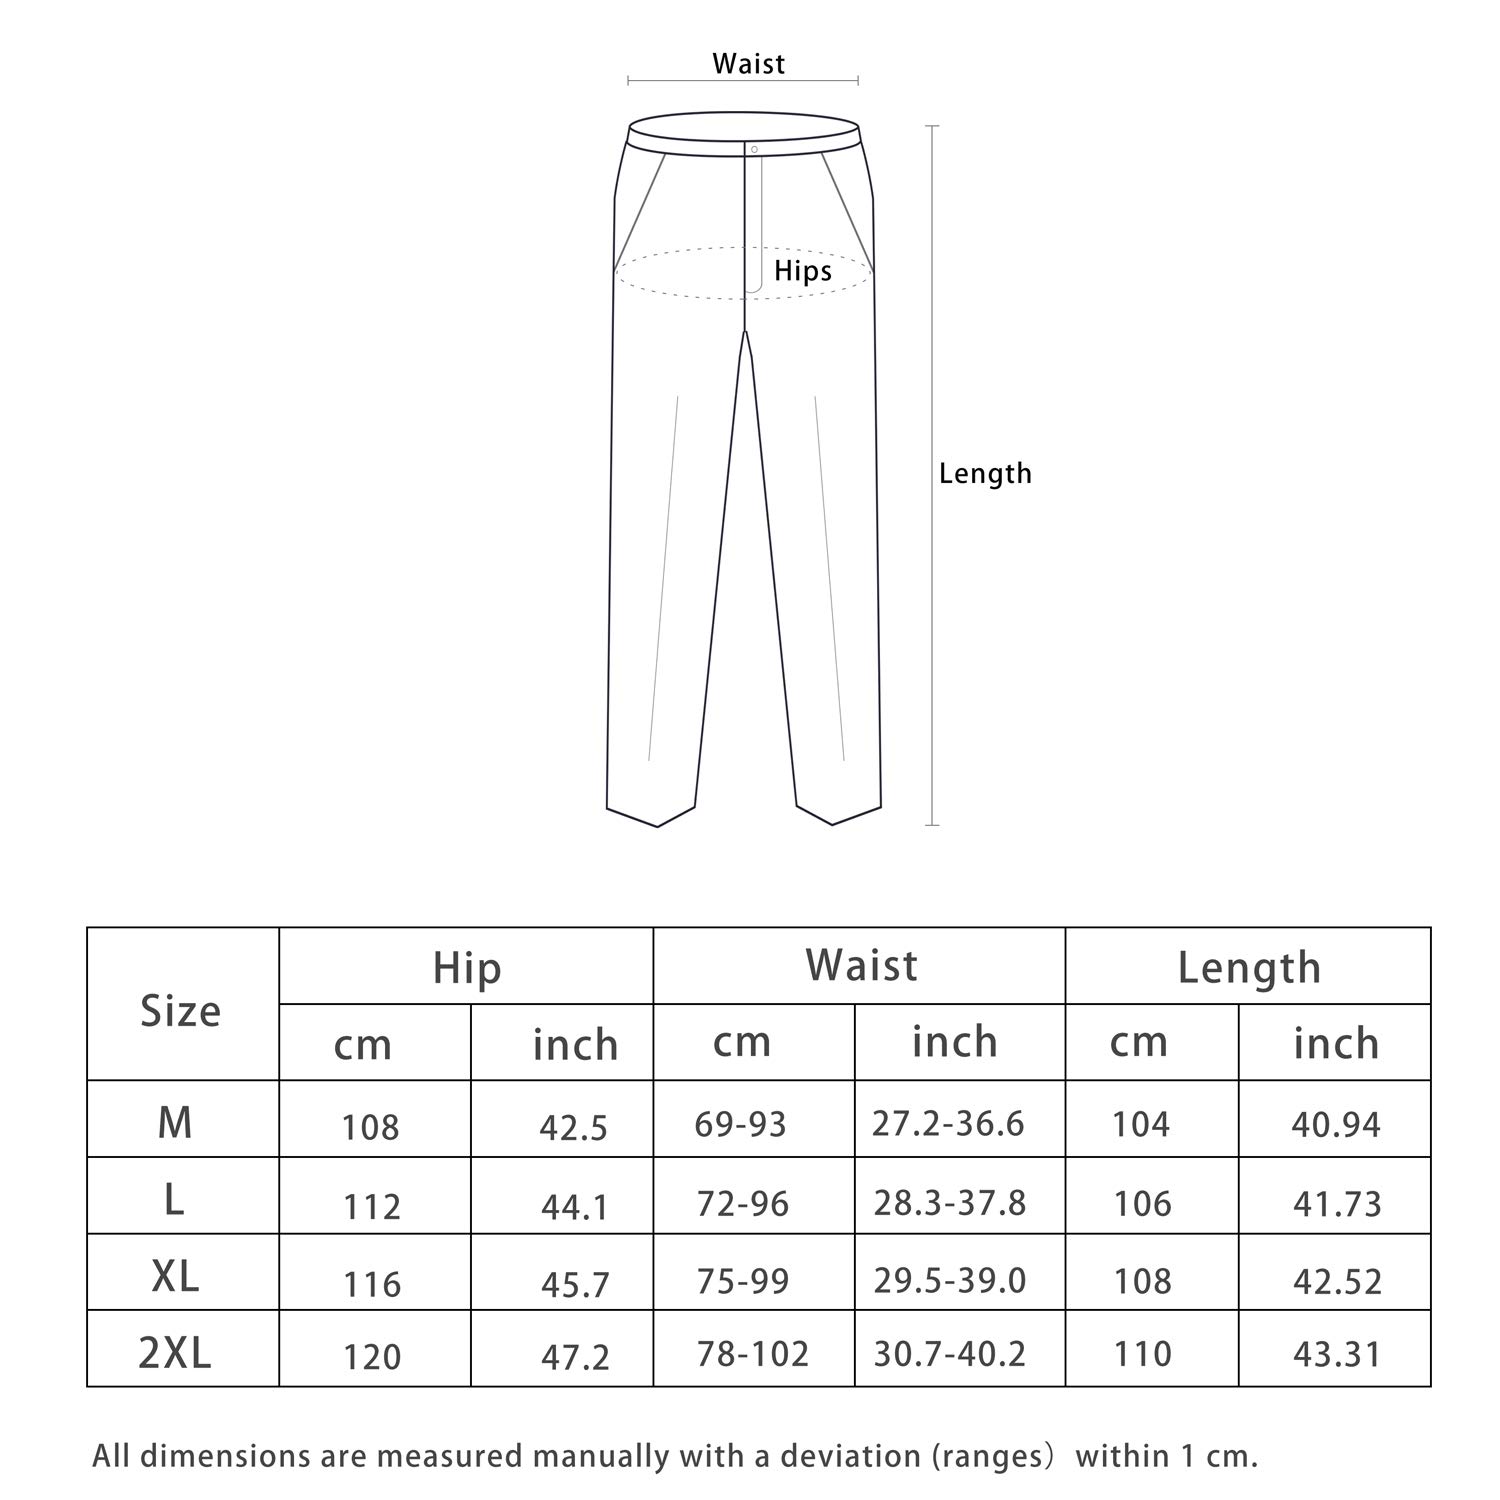 Waist
Hips
Length
Size Hip Waist Length
cm inch cm inch cm inch
M 108 42.5 69-93 27.2-36.6 104 40.94
L 112 44.1 72-96 28.3-37.8 106 41.73
XL 116 45.7 75-99 29.5-39.0 108 42.52
2XL 120 47.2 78-102 30.7-40.2 110 43.31
All dimensions are measured manually with a deviation (ranges） within 1 cm.